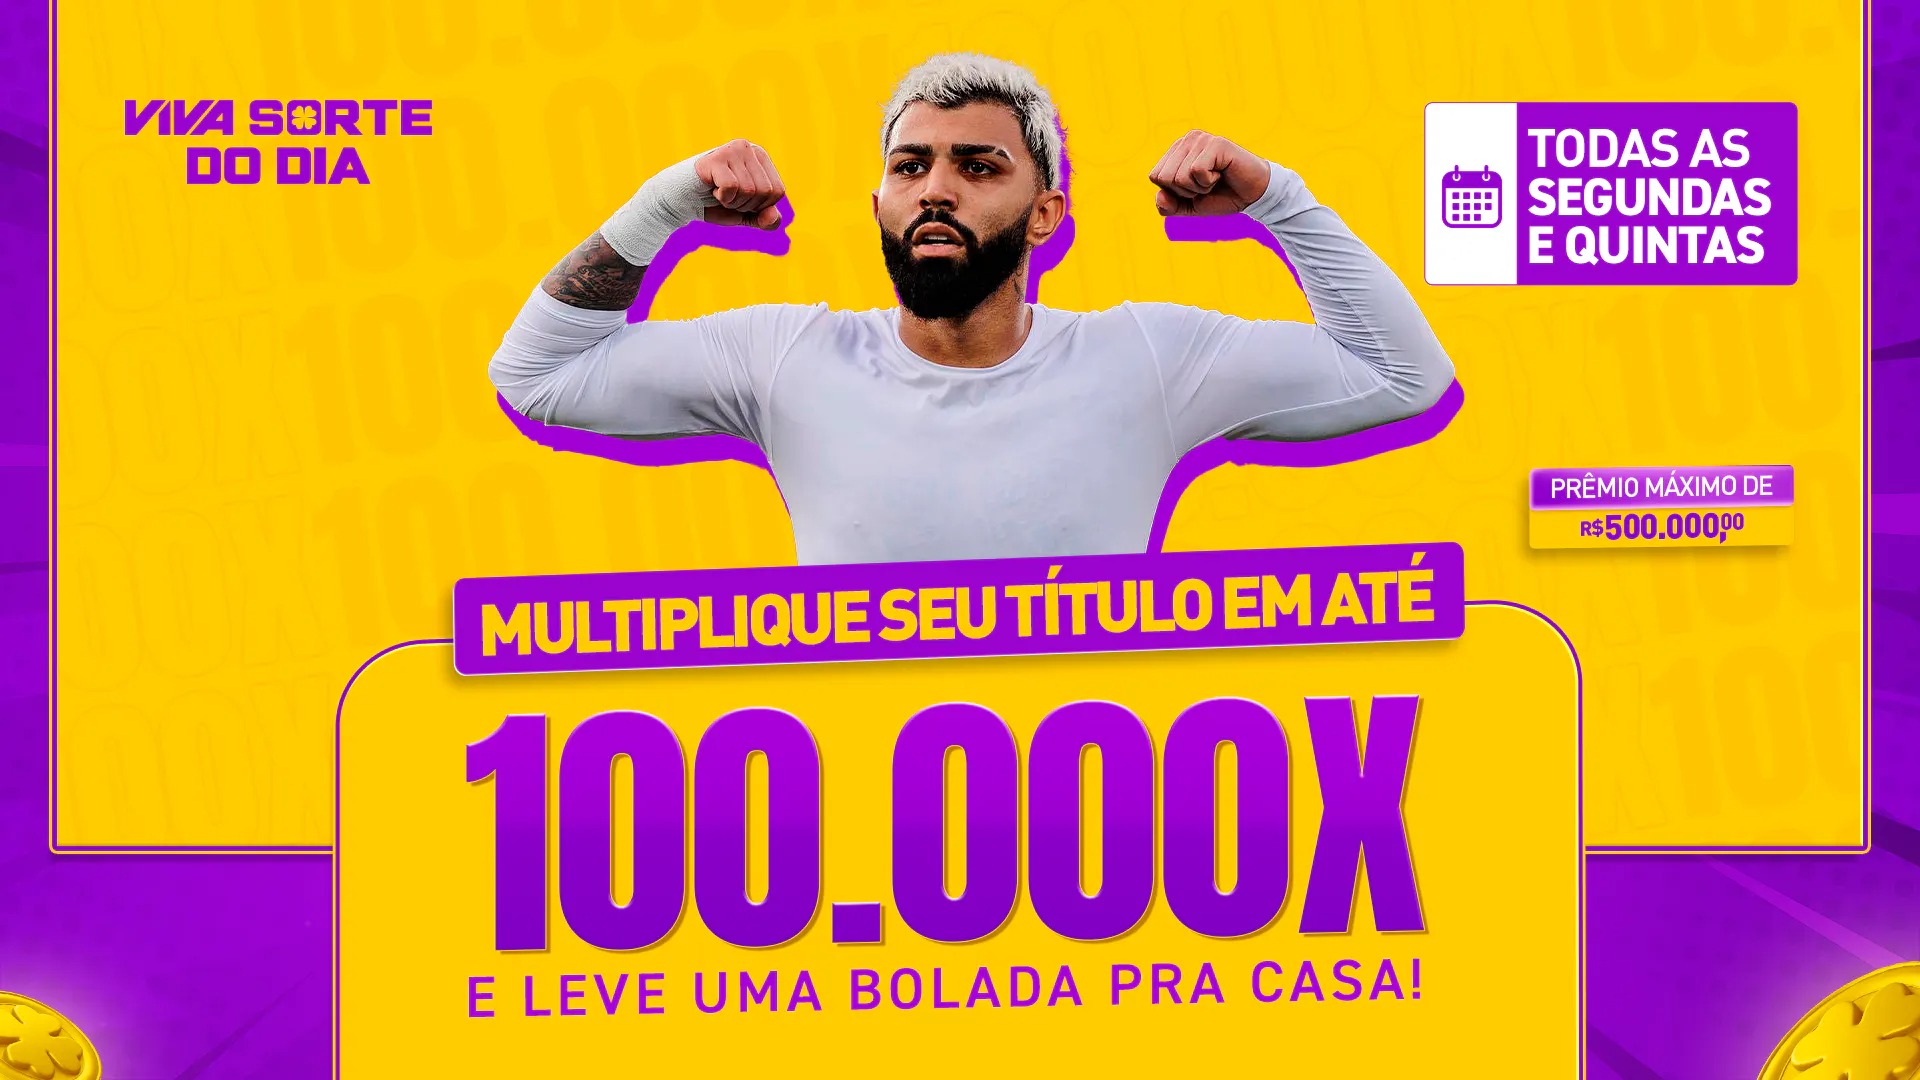 VIVA SORTE
DO DIA
TODAS AS
SEGUNDAS
E QUINTAS
PRÊMIO MÁXIMO DE
R$500.000,00
MULTIPLIQUE SEU TÍTULO EM ATÉ
100.000X
E LEVE UMA BOLADA PRA CASA!